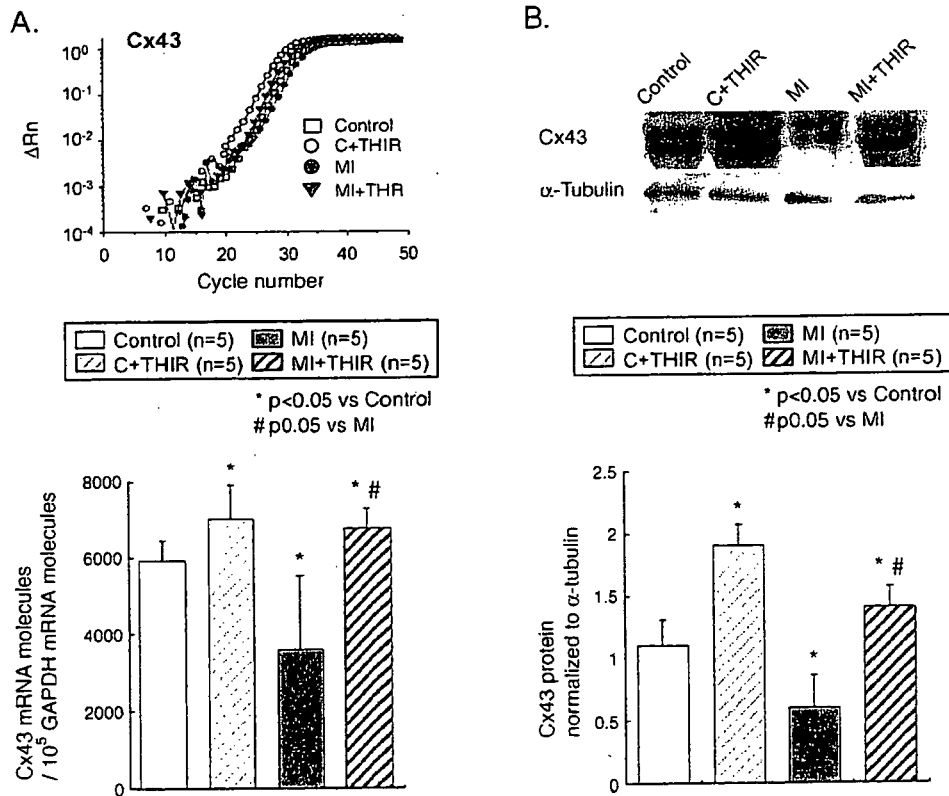 A.
Cx43
10⁰
10⁻¹
10⁻²
10⁻³
10⁻⁴
ΔRn
Control
C+THIR
MI
MI+THR
0 10 20 30 40 50
Cycle number
Control (n=5) MI (n=5)
C+THIR (n=5) MI+THIR (n=5)
* p<0.05 vs Control
# p0.05 vs MI
8000
6000
4000
2000
0
Cx43 mRNA molecules
/ 10⁵ GAPDH mRNA molecules
*
*
* #
B.
Control C+THIR MI MI+THIR
Cx43
α-Tubulin
Control (n=5) MI (n=5)
C+THIR (n=5) MI+THIR (n=5)
* p<0.05 vs Control
# p0.05 vs MI
2.5
2
1.5
1
0.5
0
Cx43 protein
normalized to α-tubulin
*
*
* #